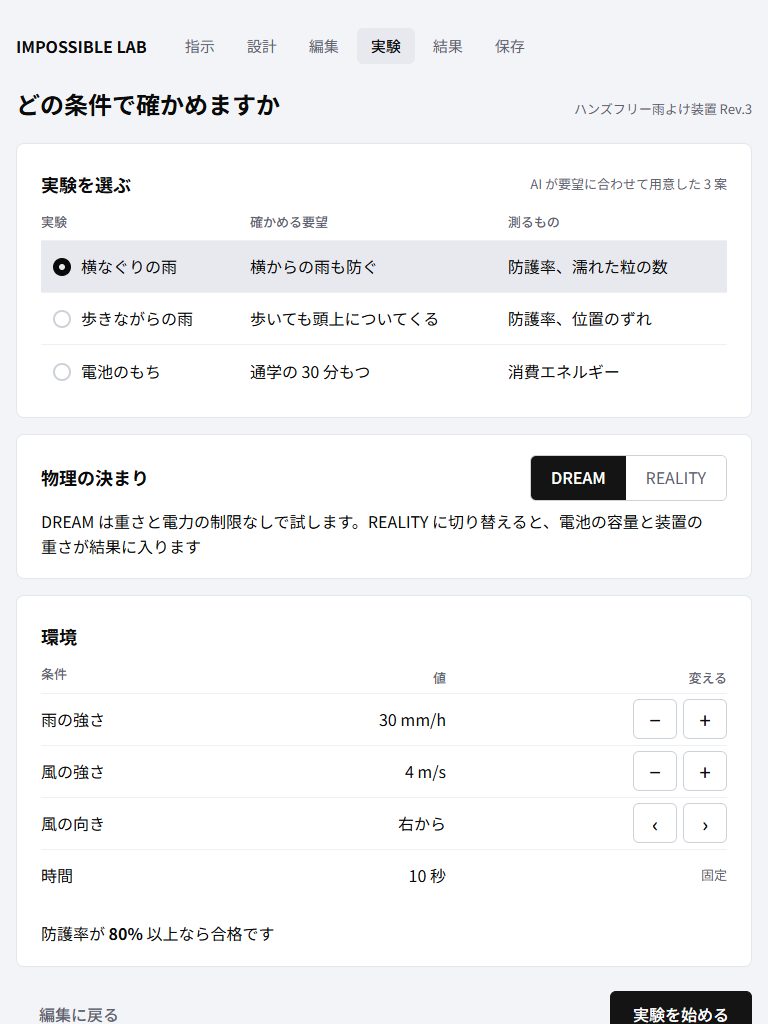 IMPOSSIBLE LAB 指示 設計 編集 実験 結果 保存
どの条件で確かめますか
ハンズフリー雨よけ装置 Rev.3
実験を選ぶ
AI が要望に合わせて用意した 3 案
実験 確かめる要望 測るもの
横なぐりの雨 横からの雨も防ぐ 防護率、濡れた粒の数
歩きながらの雨 歩いても頭上についてくる 防護率、位置のずれ
電池のもち 通学の 30 分もつ 消費エネルギー
物理の決まり
DREAM REALITY
DREAM は重さと電力の制限なしで試します。REALITY に切り替えると、電池の容量と装置の
重さが結果に入ります
環境
条件 値 変える
雨の強さ 30 mm/h − +
風の強さ 4 m/s − +
風の向き 右から ‹ ›
時間 10 秒 固定
防護率が 80% 以上なら合格です
編集に戻る 実験を始める